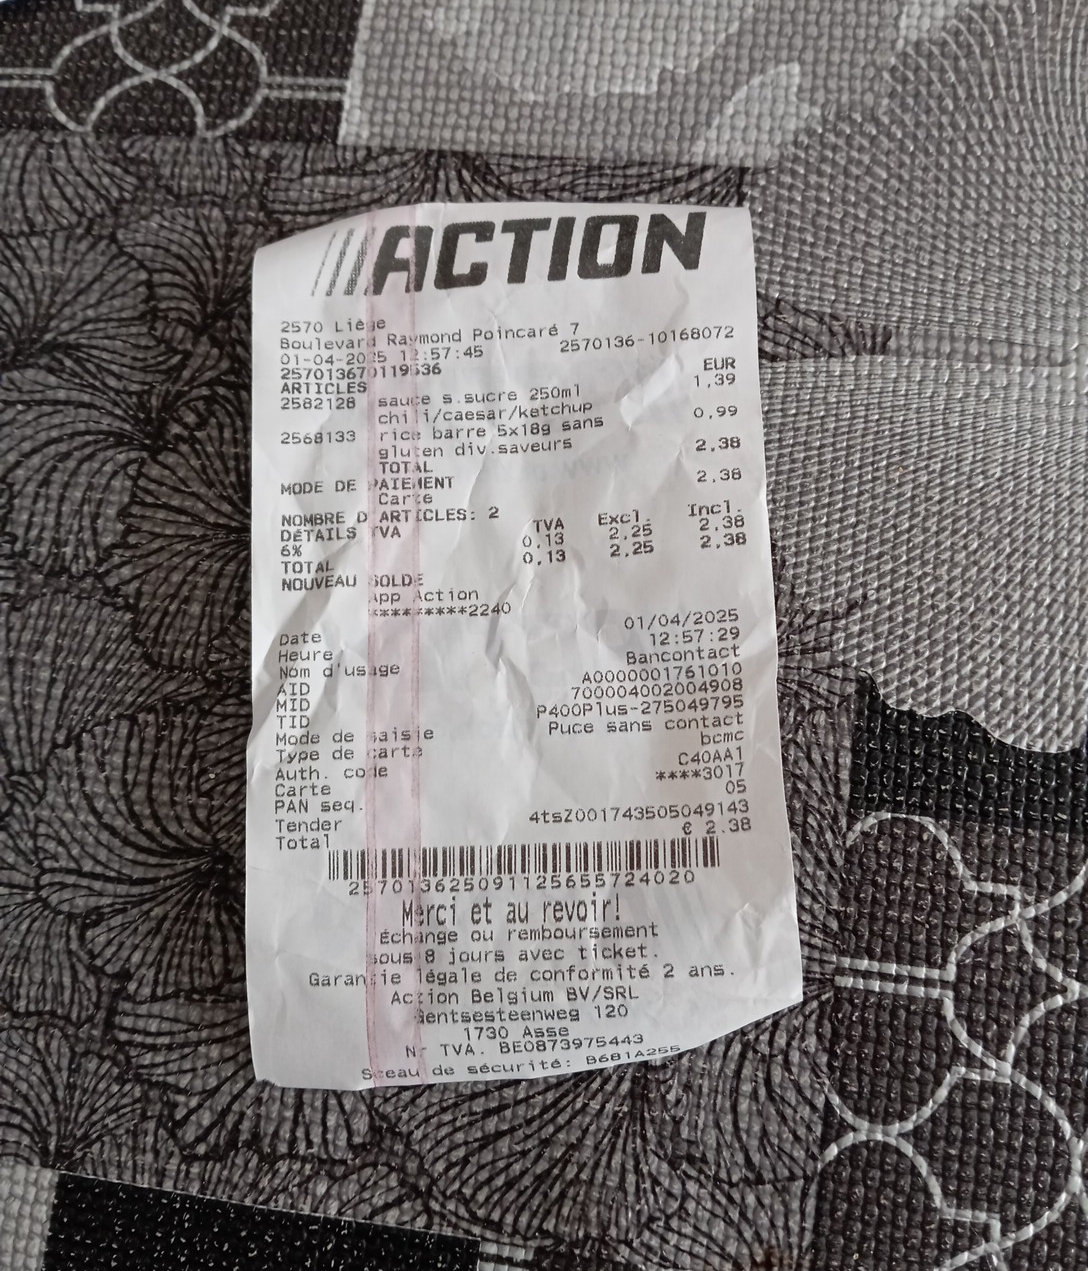 ACTION
2570 Liège
Boulevard Raymond Poincaré 7
01-04-2025 12:57:45 2570136-10168072
257013670119536
ARTICLES EUR
2582128 sauce s.sucre 250ml 1,39
chili/caesar/ketchup
2568133 rice barre 5x18g sans 0,99
gluten div.saveurs
TOTAL 2,38
MODE DE PAIEMENT
Carte 2,38
NOMBRE D'ARTICLES: 2
DÉTAILS TVA TVA Excl. Incl.
6% 0,13 2,25 2,38
TOTAL 0,13 2,25 2,38
NOUVEAU SOLDE
App Action
*********2240
Date 01/04/2025
Heure 12:57:29
Nom d'usage Bancontact
AID A0000001761010
MID 700004002004908
TID P400Plus-275049795
Mode de saisie Puce sans contact
Type de carte bcmc
Auth. code C40AA1
Carte ****3017
PAN seq. 05
Tender 4tsZ001743505049143
Total € 2.38
257013625091125655724020
Merci et au revoir!
Échange ou remboursement
sous 8 jours avec ticket.
Garantie légale de conformité 2 ans.
Action Belgium BV/SRL
Gentsesteenweg 120
1730 Asse
Nr TVA. BE0873975443
Sceau de sécurité: B6B1A255